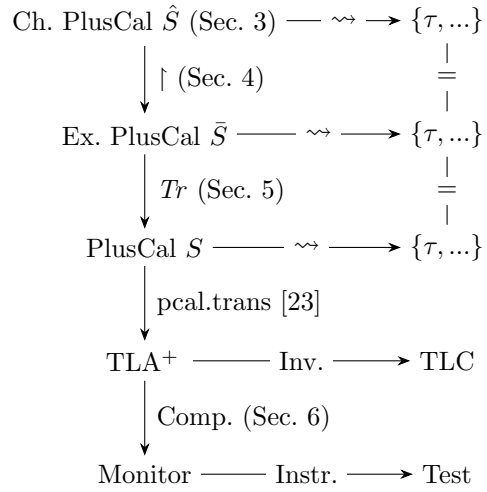 Ch. PlusCal Ŝ (Sec. 3) ⇝ {τ, ...}
↾ (Sec. 4) =
Ex. PlusCal S̄ ⇝ {τ, ...}
Tr (Sec. 5) =
PlusCal S ⇝ {τ, ...}
pcal.trans [23]
TLA⁺ Inv. TLC
Comp. (Sec. 6)
Monitor Instr. Test